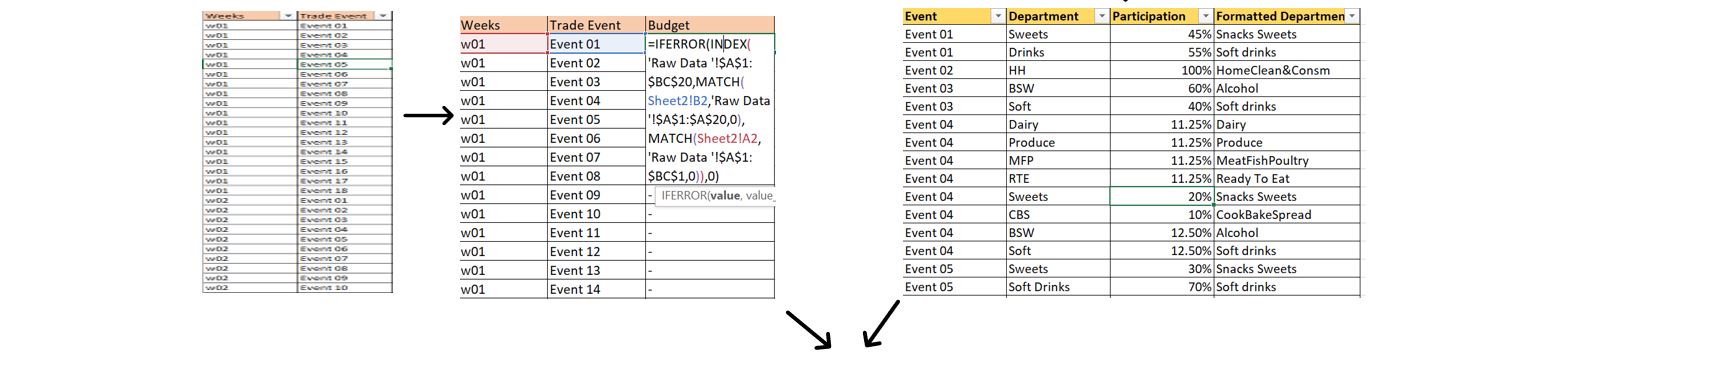 Weeks Trade Event
w01 Event 01
w01 Event 02
w01 Event 03
w01 Event 04
w01 Event 05
w01 Event 06
w01 Event 07
w01 Event 08
w01 Event 09
w01 Event 10
w01 Event 11
w01 Event 12
w01 Event 13
w01 Event 14
w01 Event 15
w01 Event 16
w01 Event 17
w01 Event 18
w02 Event 01
w02 Event 02
w02 Event 03
w02 Event 04
w02 Event 05
w02 Event 06
w02 Event 07
w02 Event 08
w02 Event 09
w02 Event 10
Weeks Trade Event Budget
w01 Event 01 =IFERROR(INDEX(
w01 Event 02 'Raw Data '!$A$1:
w01 Event 03 $BC$20,MATCH(
w01 Event 04 Sheet2!B2,'Raw Data
w01 Event 05 '!$A$1:$A$20,0),
w01 Event 06 MATCH(Sheet2!A2,
w01 Event 07 'Raw Data '!$A$1:
w01 Event 08 $BC$1,0)),0)
w01 Event 09 - IFERROR(value, value_
w01 Event 10 -
w01 Event 11 -
w01 Event 12 -
w01 Event 13 -
w01 Event 14 -
Event Department Participation Formatted Departmen
Event 01 Sweets 45% Snacks Sweets
Event 01 Drinks 55% Soft drinks
Event 02 HH 100% HomeClean&Consm
Event 03 BSW 60% Alcohol
Event 03 Soft 40% Soft drinks
Event 04 Dairy 11.25% Dairy
Event 04 Produce 11.25% Produce
Event 04 MFP 11.25% MeatFishPoultry
Event 04 RTE 11.25% Ready To Eat
Event 04 Sweets 20% Snacks Sweets
Event 04 CBS 10% CookBakeSpread
Event 04 BSW 12.50% Alcohol
Event 04 Soft 12.50% Soft drinks
Event 05 Sweets 30% Snacks Sweets
Event 05 Soft Drinks 70% Soft drinks